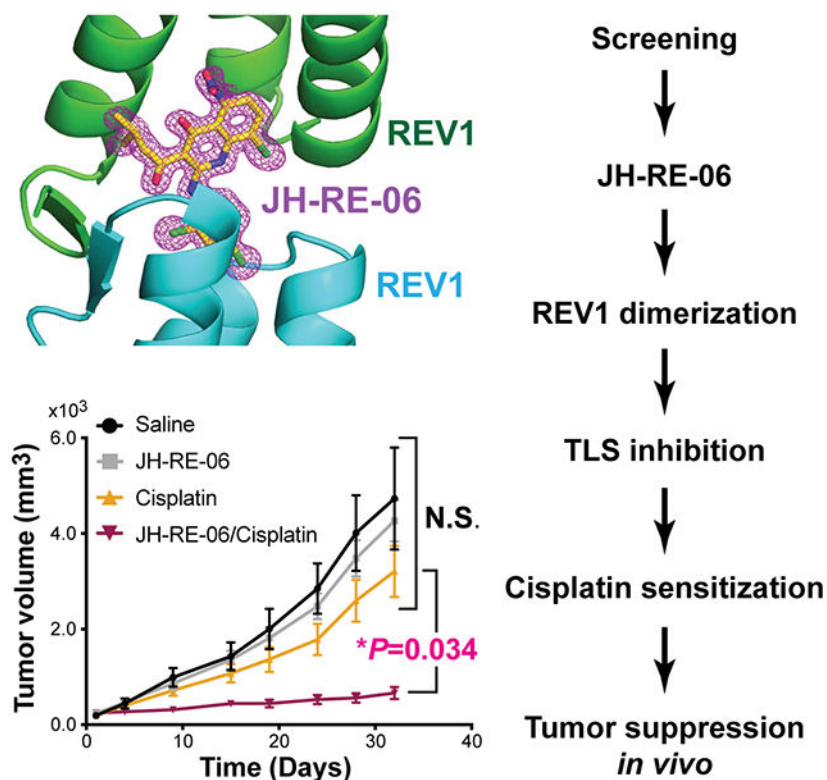 REV1
JH-RE-06
REV1
Screening
JH-RE-06
REV1 dimerization
TLS inhibition
Cisplatin sensitization
Tumor suppression
in vivo
x10³
6.0
4.0
2.0
0.0
Tumor volume (mm³)
Saline
JH-RE-06
Cisplatin
JH-RE-06/Cisplatin
N.S.
*P=0.034
0 10 20 30 40
Time (Days)